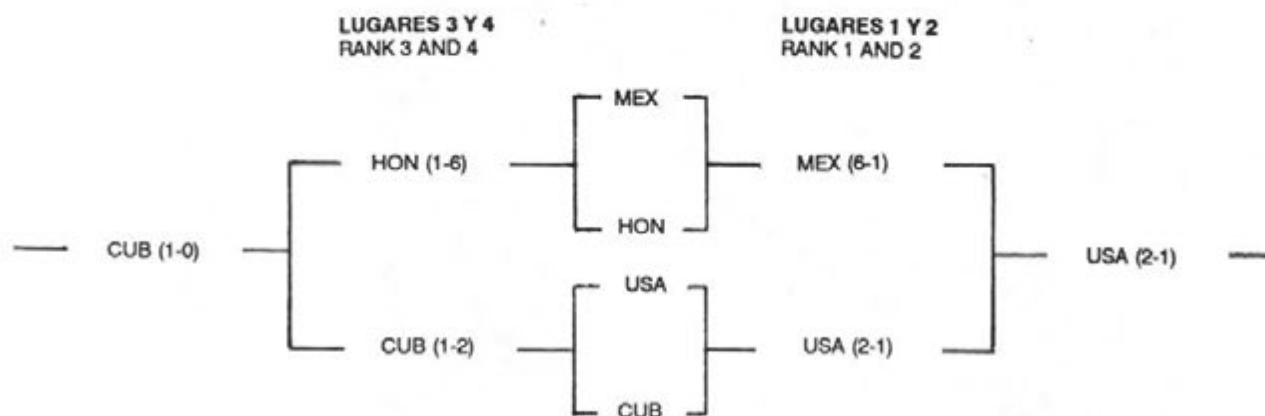 LUGARES 3 Y 4
RANK 3 AND 4
LUGARES 1 Y 2
RANK 1 AND 2
MEX
HON (1-6)
MEX (6-1)
HON
CUB (1-0)
USA (2-1)
USA
CUB (1-2)
USA (2-1)
CUB